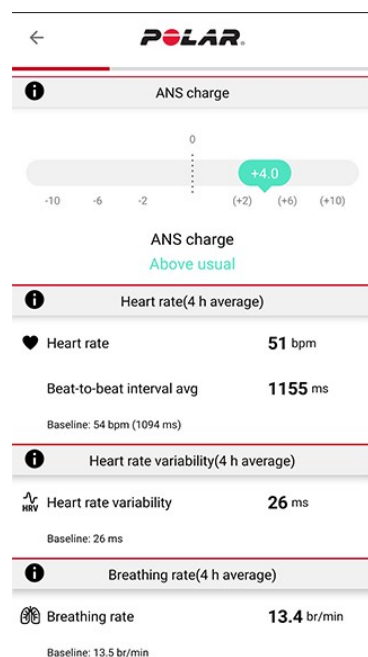 POLAR.
ANS charge
0
+4.0
-10 -6 -2 (+2) (+6) (+10)
ANS charge
Above usual
Heart rate(4 h average)
Heart rate 51 bpm
Beat-to-beat interval avg 1155 ms
Baseline: 54 bpm (1094 ms)
Heart rate variability(4 h average)
HRV Heart rate variability 26 ms
Baseline: 26 ms
Breathing rate(4 h average)
Breathing rate 13.4 br/min
Baseline: 13.5 br/min